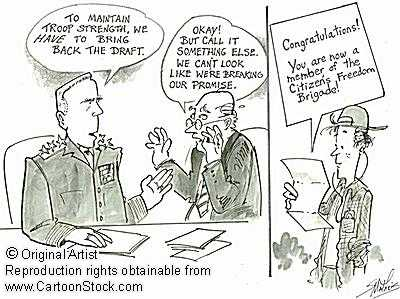 TO MAINTAIN
TROOP STRENGTH, WE
HAVE TO BRING
BACK THE DRAFT.
OKAY!
BUT CALL IT
SOMETHING ELSE.
WE CAN'T LOOK
LIKE WE'RE BREAKING
OUR PROMISE.
Congratulations!
You are now a
member of the
Citizen's Freedom
Brigade!
© Original Artist
Reproduction rights obtainable from
www.CartoonStock.com